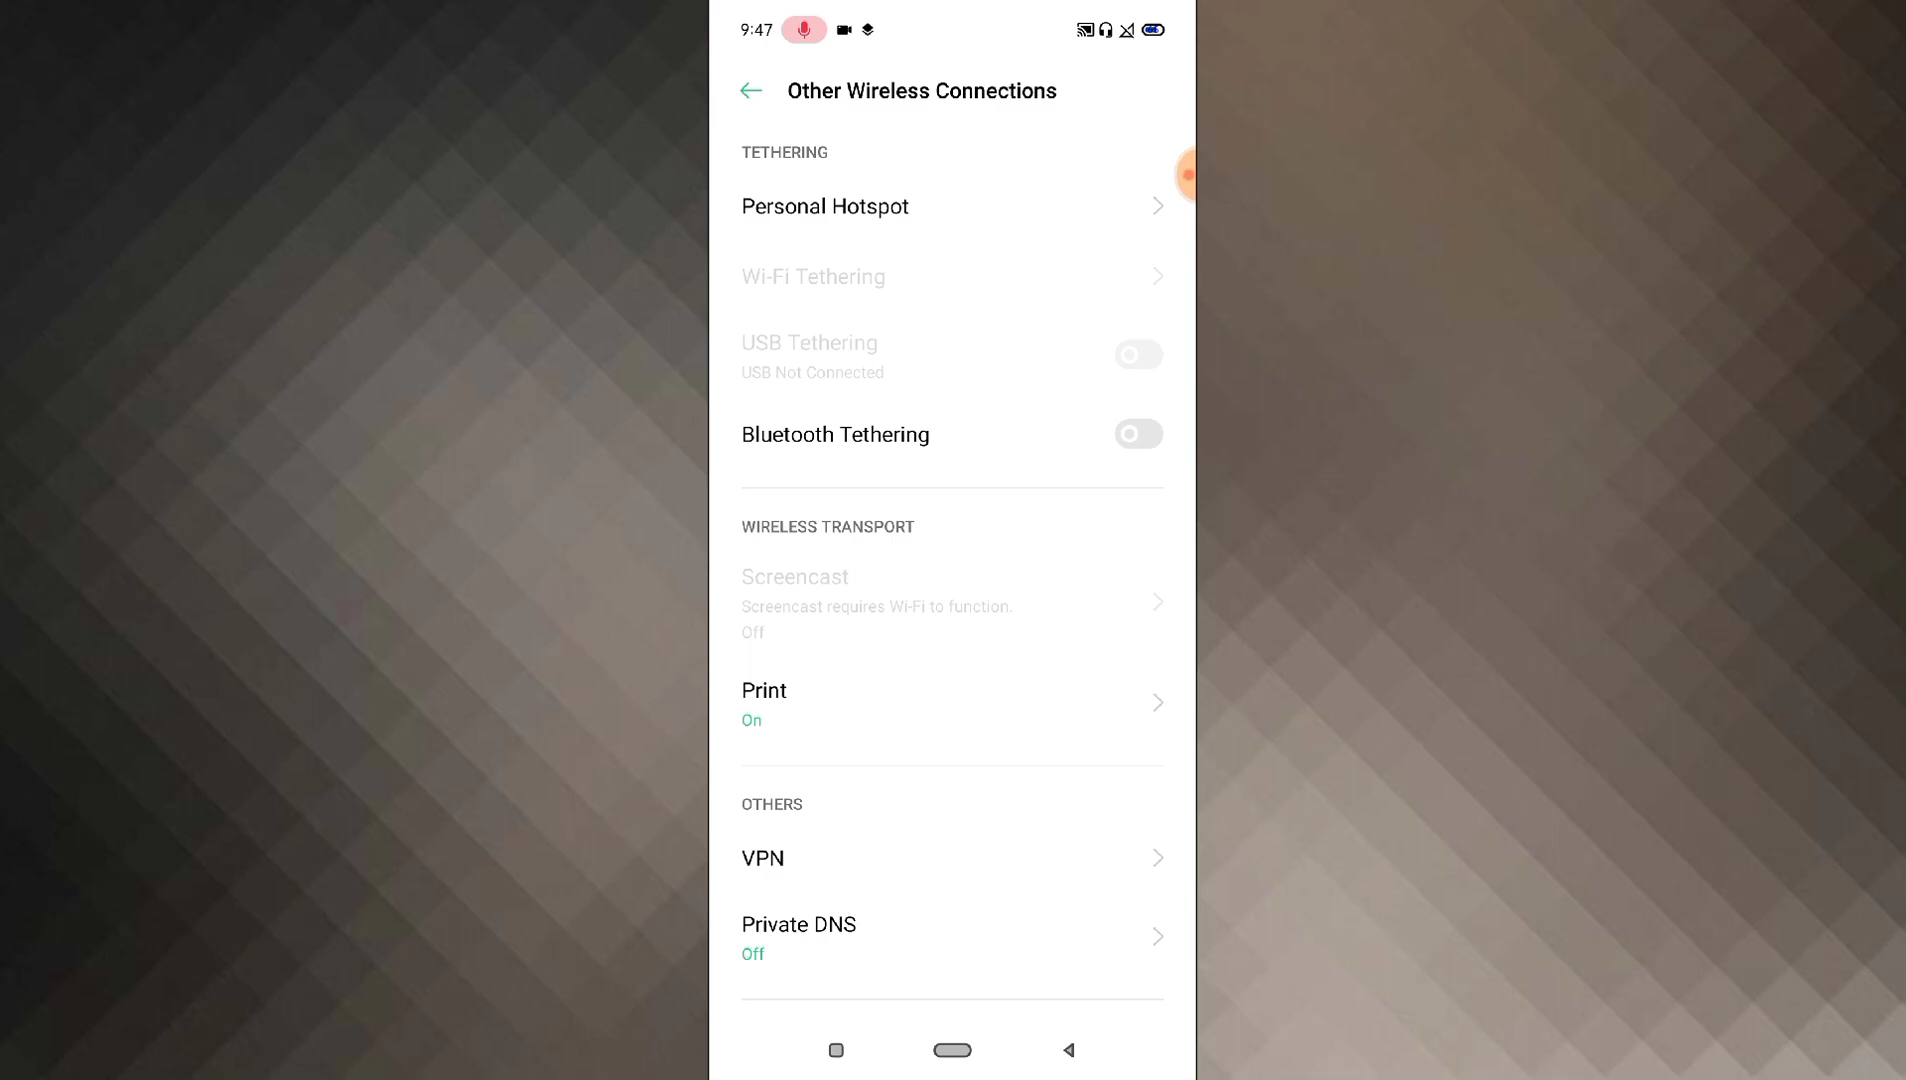 9:47
Other Wireless Connections
TETHERING
Personal Hotspot
Wi-Fi Tethering
USB Tethering
USB Not Connected
Bluetooth Tethering
WIRELESS TRANSPORT
Screencast
Screencast requires Wi-Fi to function.
Off
Print
On
OTHERS
VPN
Private DNS
Off